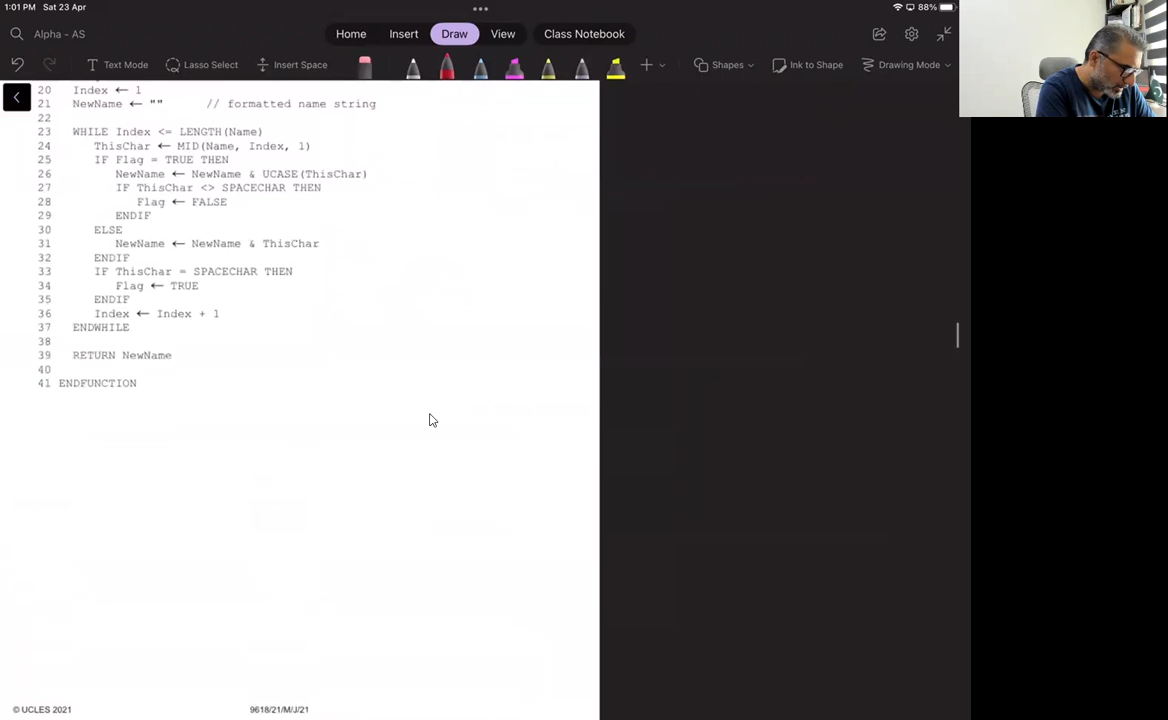 1:01 PM Sat 23 Apr
88%
Alpha - AS
Home Insert Draw View Class Notebook
Text Mode Lasso Select Insert Space Shapes Ink to Shape Drawing Mode
20 Index ← 1
21 NewName ← "" // formatted name string
22
23 WHILE Index <= LENGTH(Name)
24 ThisChar ← MID(Name, Index, 1)
25 IF Flag = TRUE THEN
26 NewName ← NewName & UCASE(ThisChar)
27 IF ThisChar <> SPACECHAR THEN
28 Flag ← FALSE
29 ENDIF
30 ELSE
31 NewName ← NewName & ThisChar
32 ENDIF
33 IF ThisChar = SPACECHAR THEN
34 Flag ← TRUE
35 ENDIF
36 Index ← Index + 1
37 ENDWHILE
38
39 RETURN NewName
40
41 ENDFUNCTION
© UCLES 2021 9618/21/M/J/21